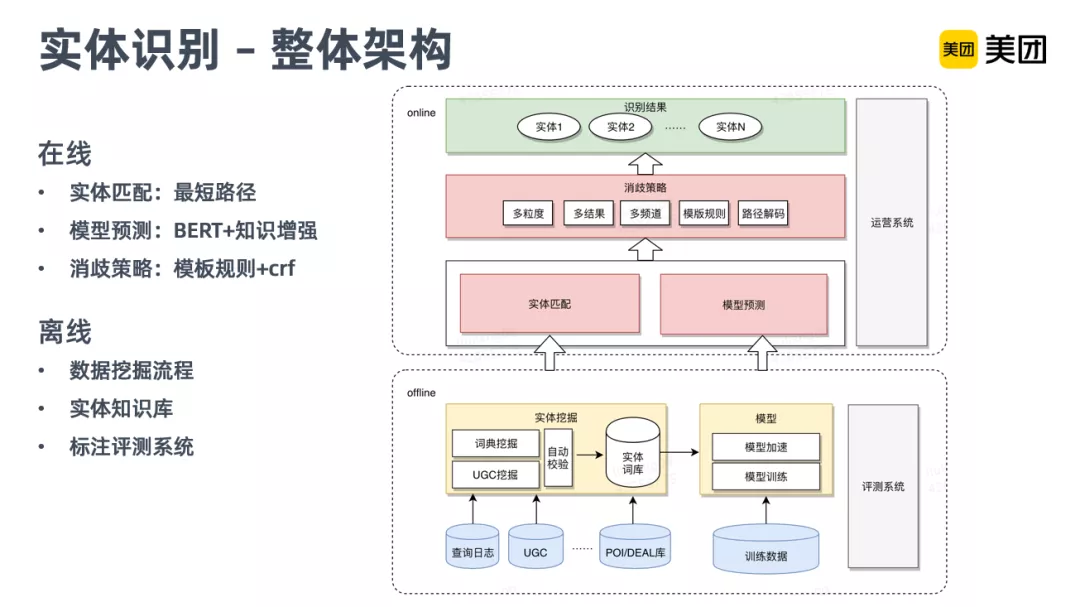 实体识别 – 整体架构
美团 美团
在线
• 实体匹配：最短路径
• 模型预测：BERT+知识增强
• 消歧策略：模板规则+crf
离线
• 数据挖掘流程
• 实体知识库
• 标注评测系统
online
识别结果
实体1 实体2 …… 实体N
消歧策略
多粒度 多结果 多频道 模版规则 路径解码
实体匹配 模型预测
运营系统
offline
实体挖掘
词典挖掘
UGC挖掘
自动
校验
实体
词库
模型
模型加速
模型训练
评测系统
查询日志 UGC …… POI/DEAL库 训练数据